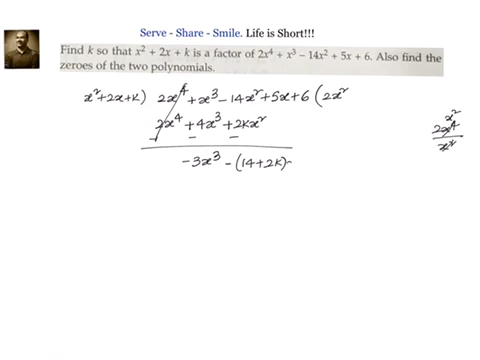 Serve - Share - Smile. Life is Short!!!
Find k so that x² + 2x + k is a factor of 2x⁴ + x³ – 14x² + 5x + 6. Also find the
zeroes of the two polynomials.
x²+2x+k) 2x⁴ + x³ - 14x² + 5x + 6 ( 2x²
2x⁴ + 4x³ + 2kx²
- - -
-3x³ - (14+2k)
x²
2x⁴
x²